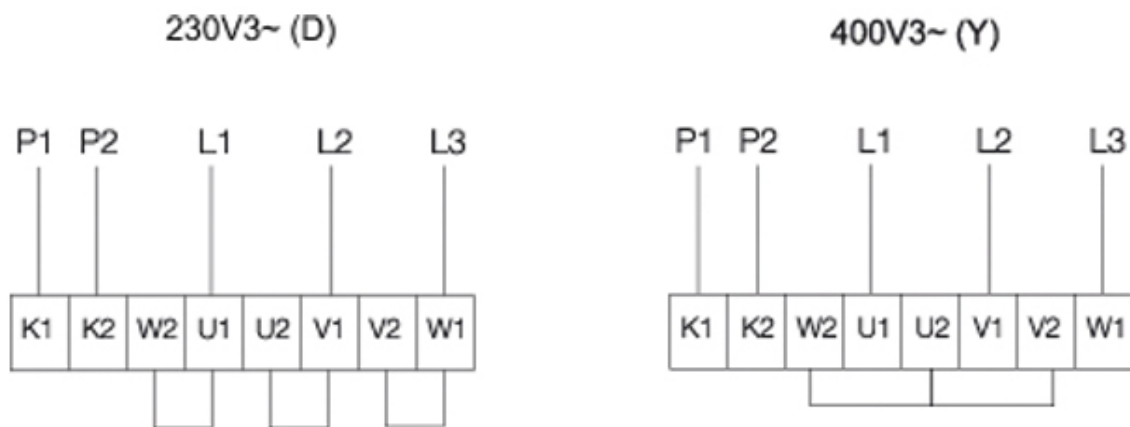 230V3~ (D)
400V3~ (Y)
P1 P2 L1 L2 L3
P1 P2 L1 L2 L3
K1 K2 W2 U1 U2 V1 V2 W1
K1 K2 W2 U1 U2 V1 V2 W1